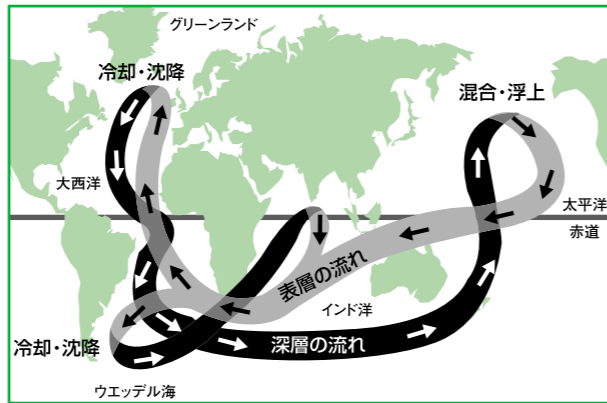 グリーンランド
冷却・沈降
混合・浮上
大西洋
太平洋
赤道
表層の流れ
インド洋
冷却・沈降
深層の流れ
ウエッデル海